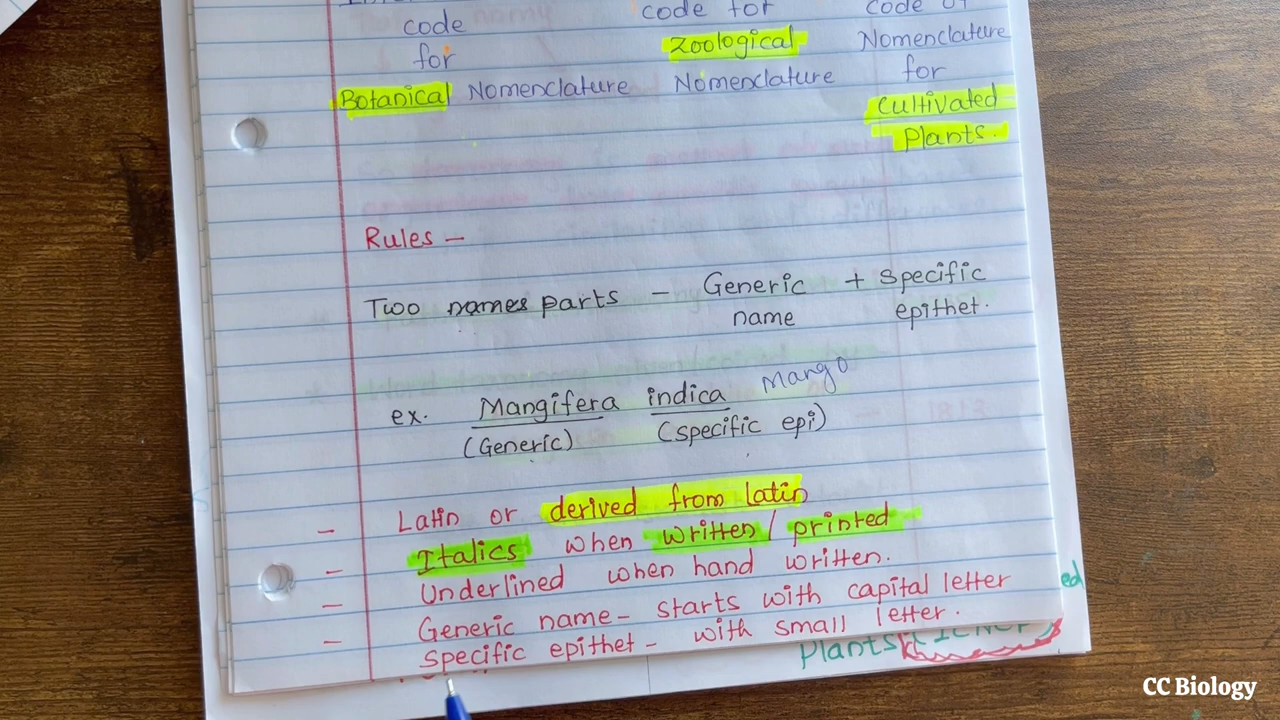 code
for
Botanical Nomenclature
code for
Zoological
Nomenclature
Code of
Nomenclature
for
Cultivated
Plants.
Rules -
Two names parts - Generic name + specific epithet.
ex. Mangifera indica Mango
(Generic) (specific epi)
- Latin or derived from latin
- Italics when written / printed
- Underlined when hand written.
- Generic name - starts with capital letter
specific epithet - with small letter.
Plants
ed
CC Biology